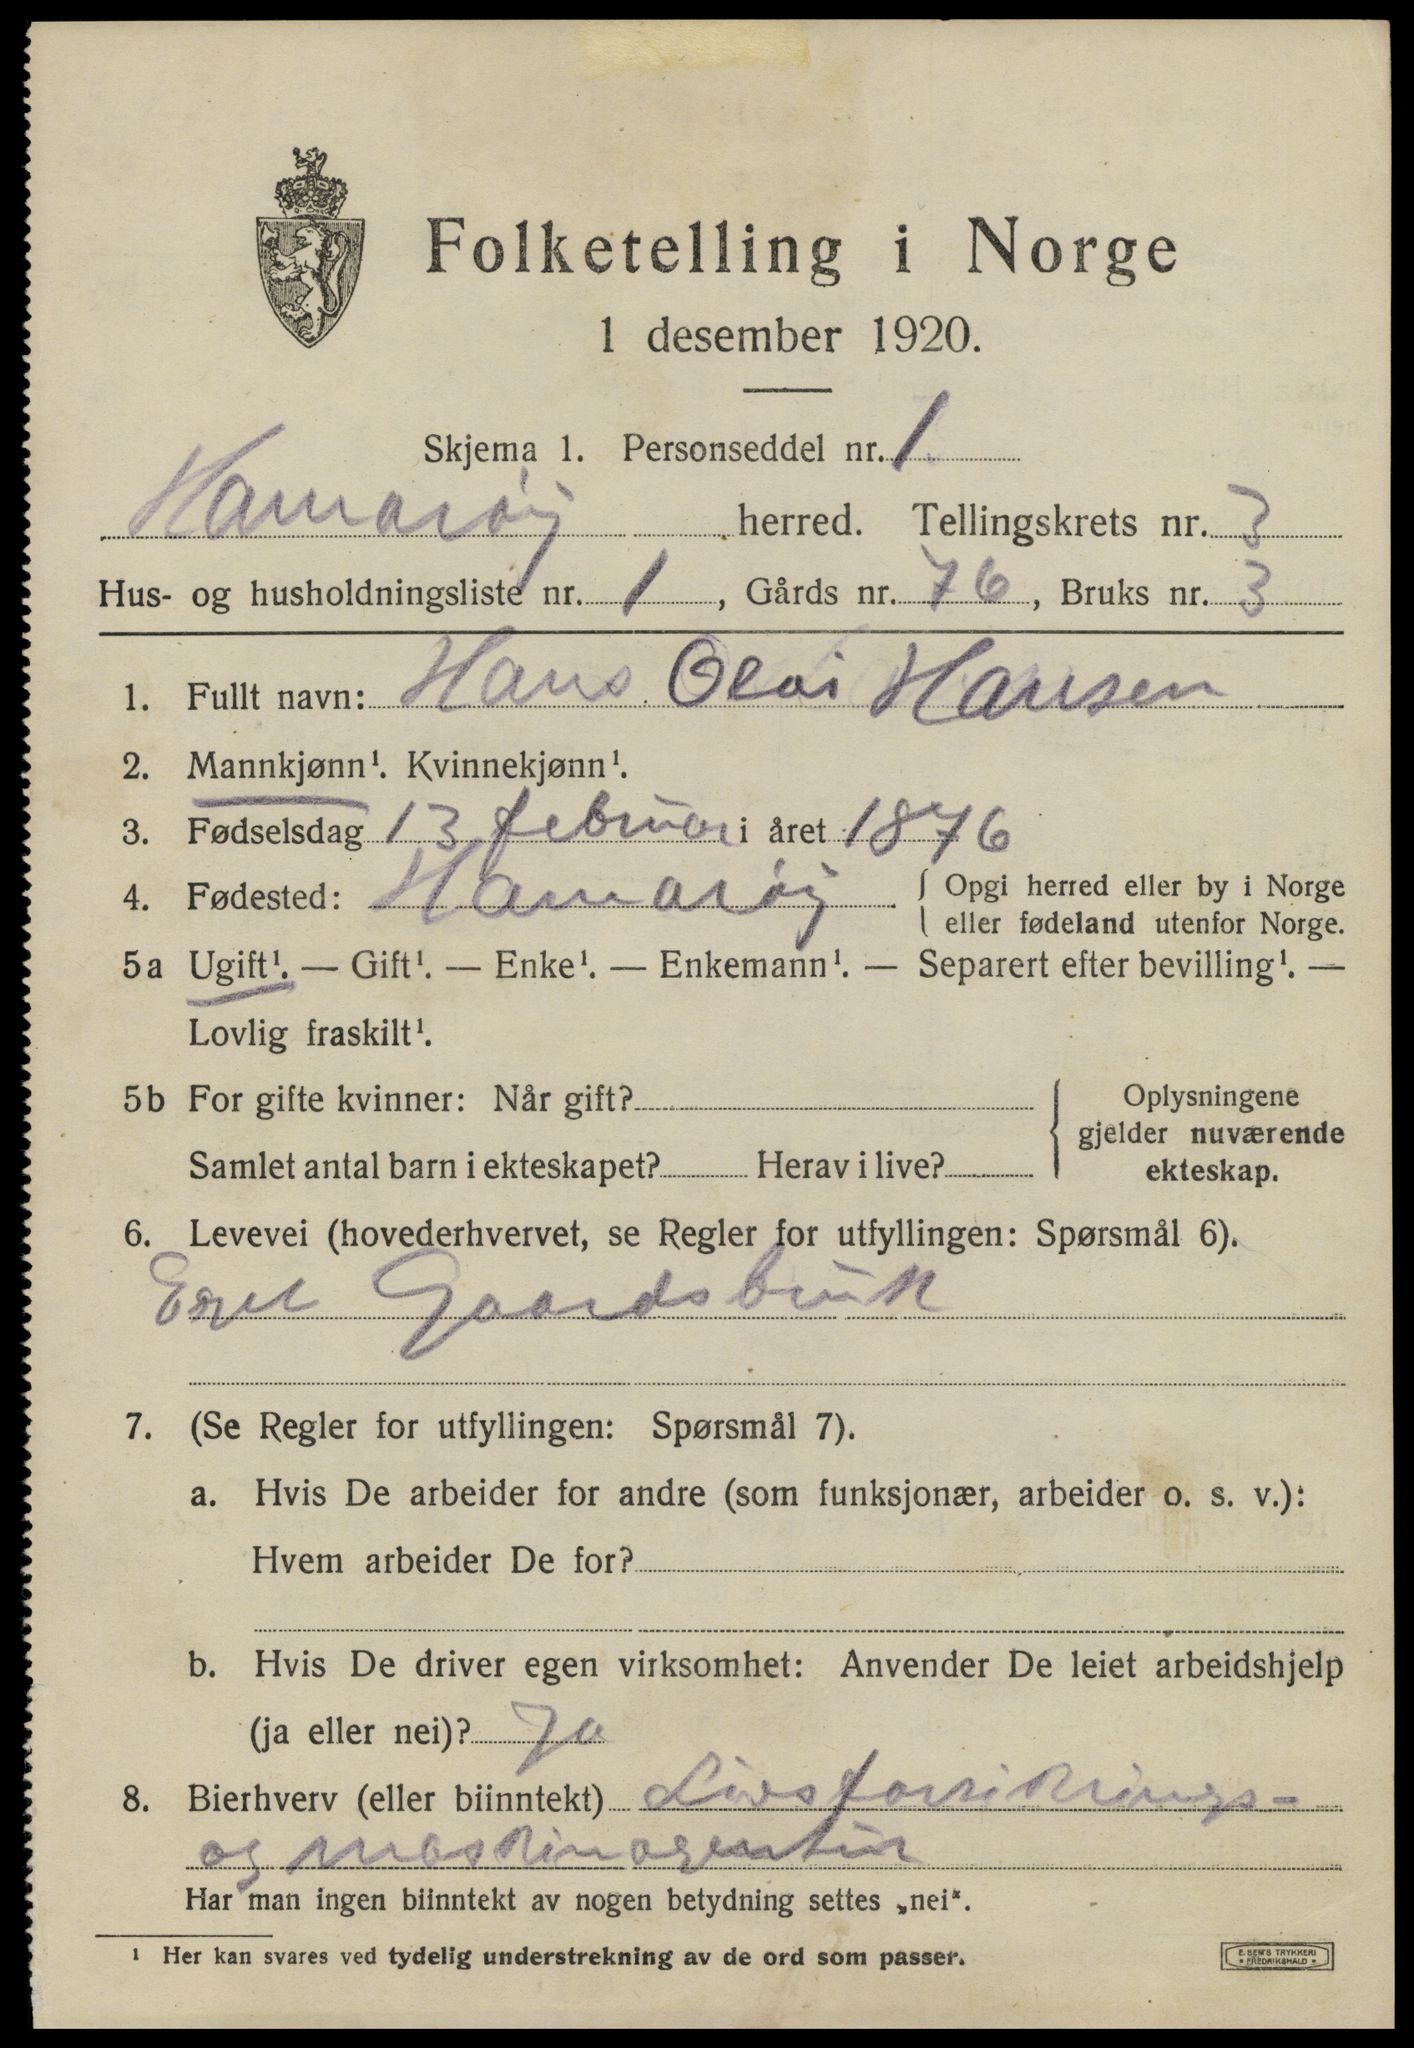 Folketelling i Norge
1 desember 1920.
Skjema 1. Personseddel nr. 1.
Hamarøy herred. Tellingskrets nr. 3
Hus- og husholdningsliste nr. 1, Gårds nr. 76, Bruks nr. 3
1. Fullt navn: Hans Olai Hansen
2. Mannkjønn¹. Kvinnekjønn¹.
3. Fødselsdag 13 februar i året 1876
4. Fødested: Hamarøy { Opgi herred eller by i Norge
eller fødeland utenfor Norge.
5a Ugift¹. — Gift¹. — Enke¹. — Enkemann¹. — Separert efter bevilling¹. —
Lovlig fraskilt¹.
5b For gifte kvinner: Når gift?
Samlet antal barn i ekteskapet? Herav i live?
{ Oplysningene
gjelder nuværende
ekteskap.
6. Levevei (hovederhvervet, se Regler for utfyllingen: Spørsmål 6).
Eget Gaardsbruk
7. (Se Regler for utfyllingen: Spørsmål 7).
a. Hvis De arbeider for andre (som funksjonær, arbeider o. s. v.):
Hvem arbeider De for?
b. Hvis De driver egen virksomhet: Anvender De leiet arbeidshjelp
(ja eller nei)? Ja
8. Bierhverv (eller biinntekt) Livsforsikrings-
og maskinagentur
Har man ingen biinntekt av nogen betydning settes „nei“.
¹ Her kan svares ved tydelig understrekning av de ord som passer.
E. SEM'S TRYKKERI
* FREDRIKSHALD *